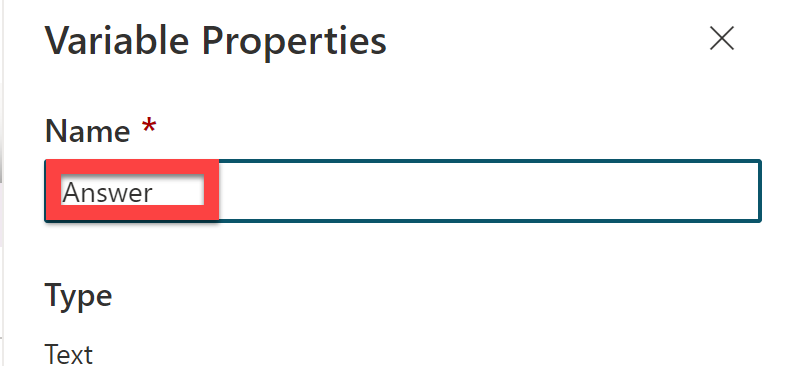 Variable Properties
Name *
Answer
Type
Text